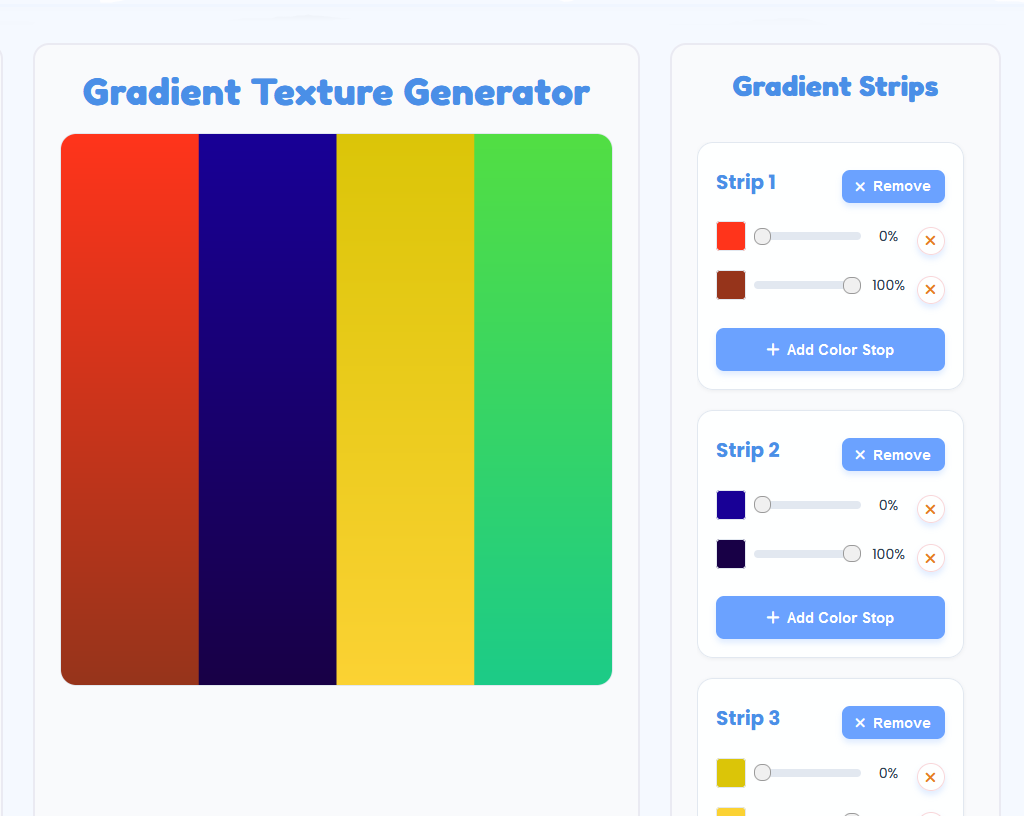 Gradient Texture Generator
Gradient Strips
Strip 1
× Remove
0%
100%
+ Add Color Stop
Strip 2
× Remove
0%
100%
+ Add Color Stop
Strip 3
× Remove
0%